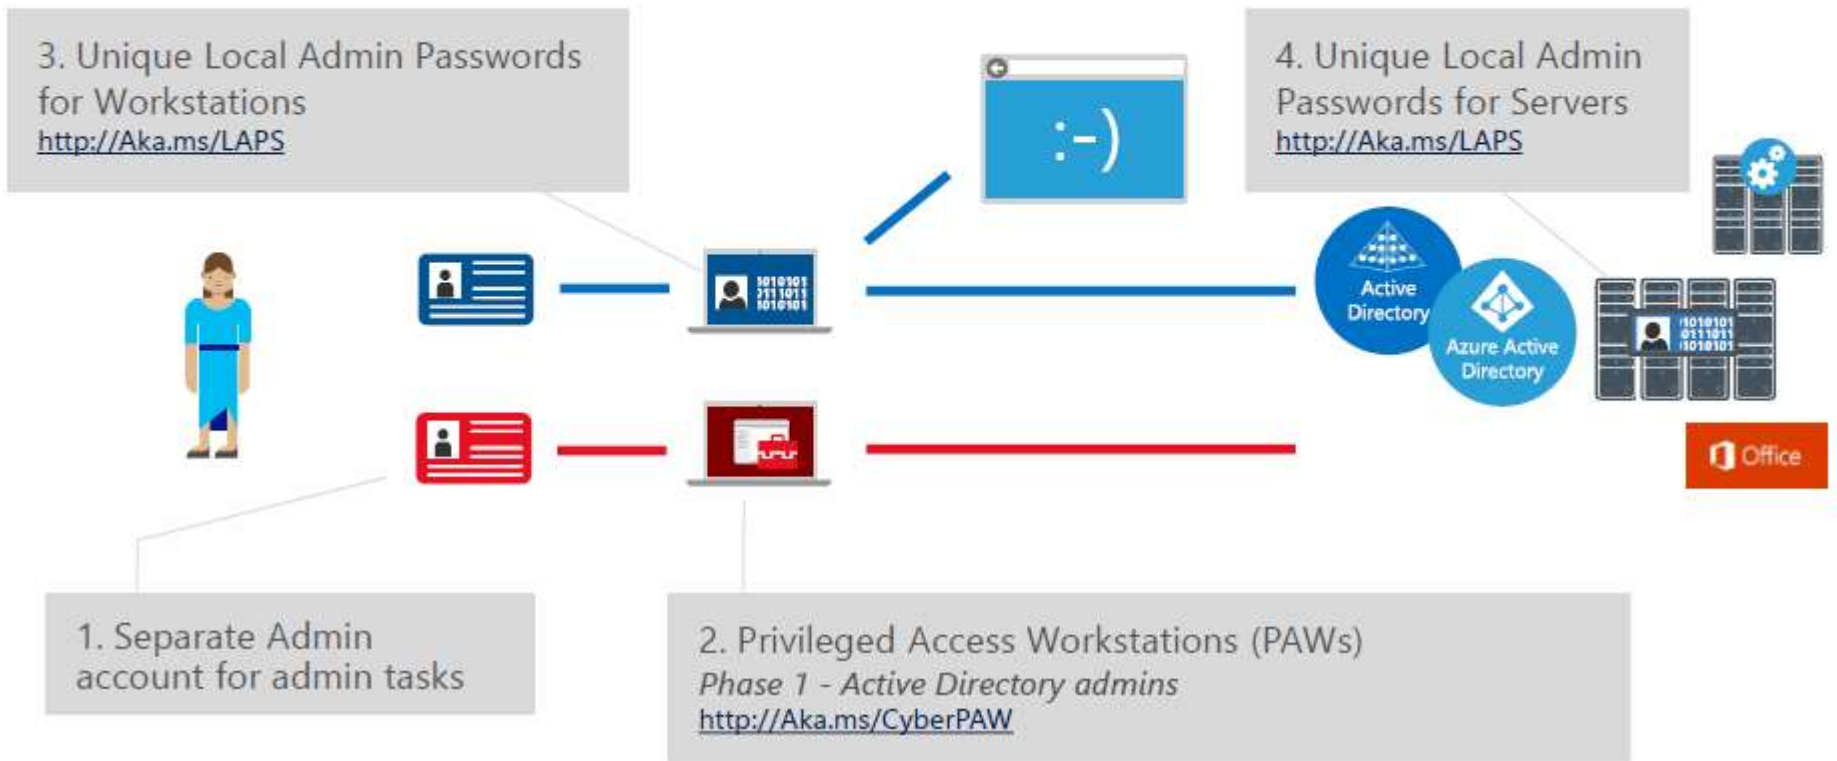 3. Unique Local Admin Passwords
for Workstations
http://Aka.ms/LAPS
:-)
4. Unique Local Admin
Passwords for Servers
http://Aka.ms/LAPS
Active
Directory
Azure Active
Directory
Office
1. Separate Admin
account for admin tasks
2. Privileged Access Workstations (PAWs)
Phase 1 - Active Directory admins
http://Aka.ms/CyberPAW